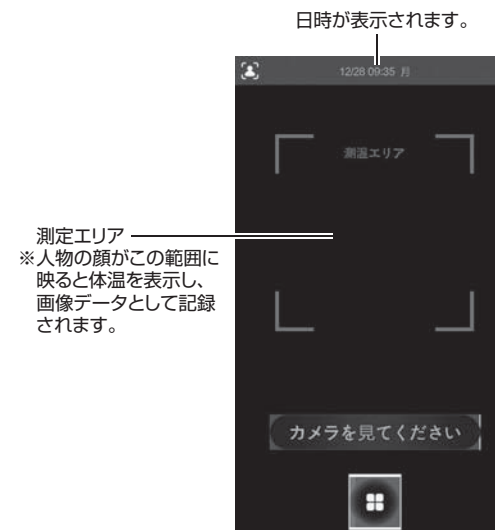 日時が表示されます。
12/28 09:35 月
測温エリア
測定エリア
※人物の顔がこの範囲に
映ると体温を表示し、
画像データとして記録
されます。
カメラを見てください